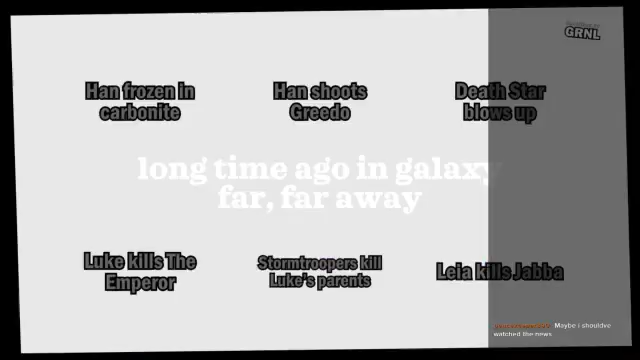 GRNL
Han frozen in
carbonite
Han shoots
Greedo
Death Star
blows up
long time ago in galaxy
far, far away
Luke kills The
Emperor
Stormtroopers kill
Luke's parents
Leia kills Jabba
Maybe i shouldve
watched the news